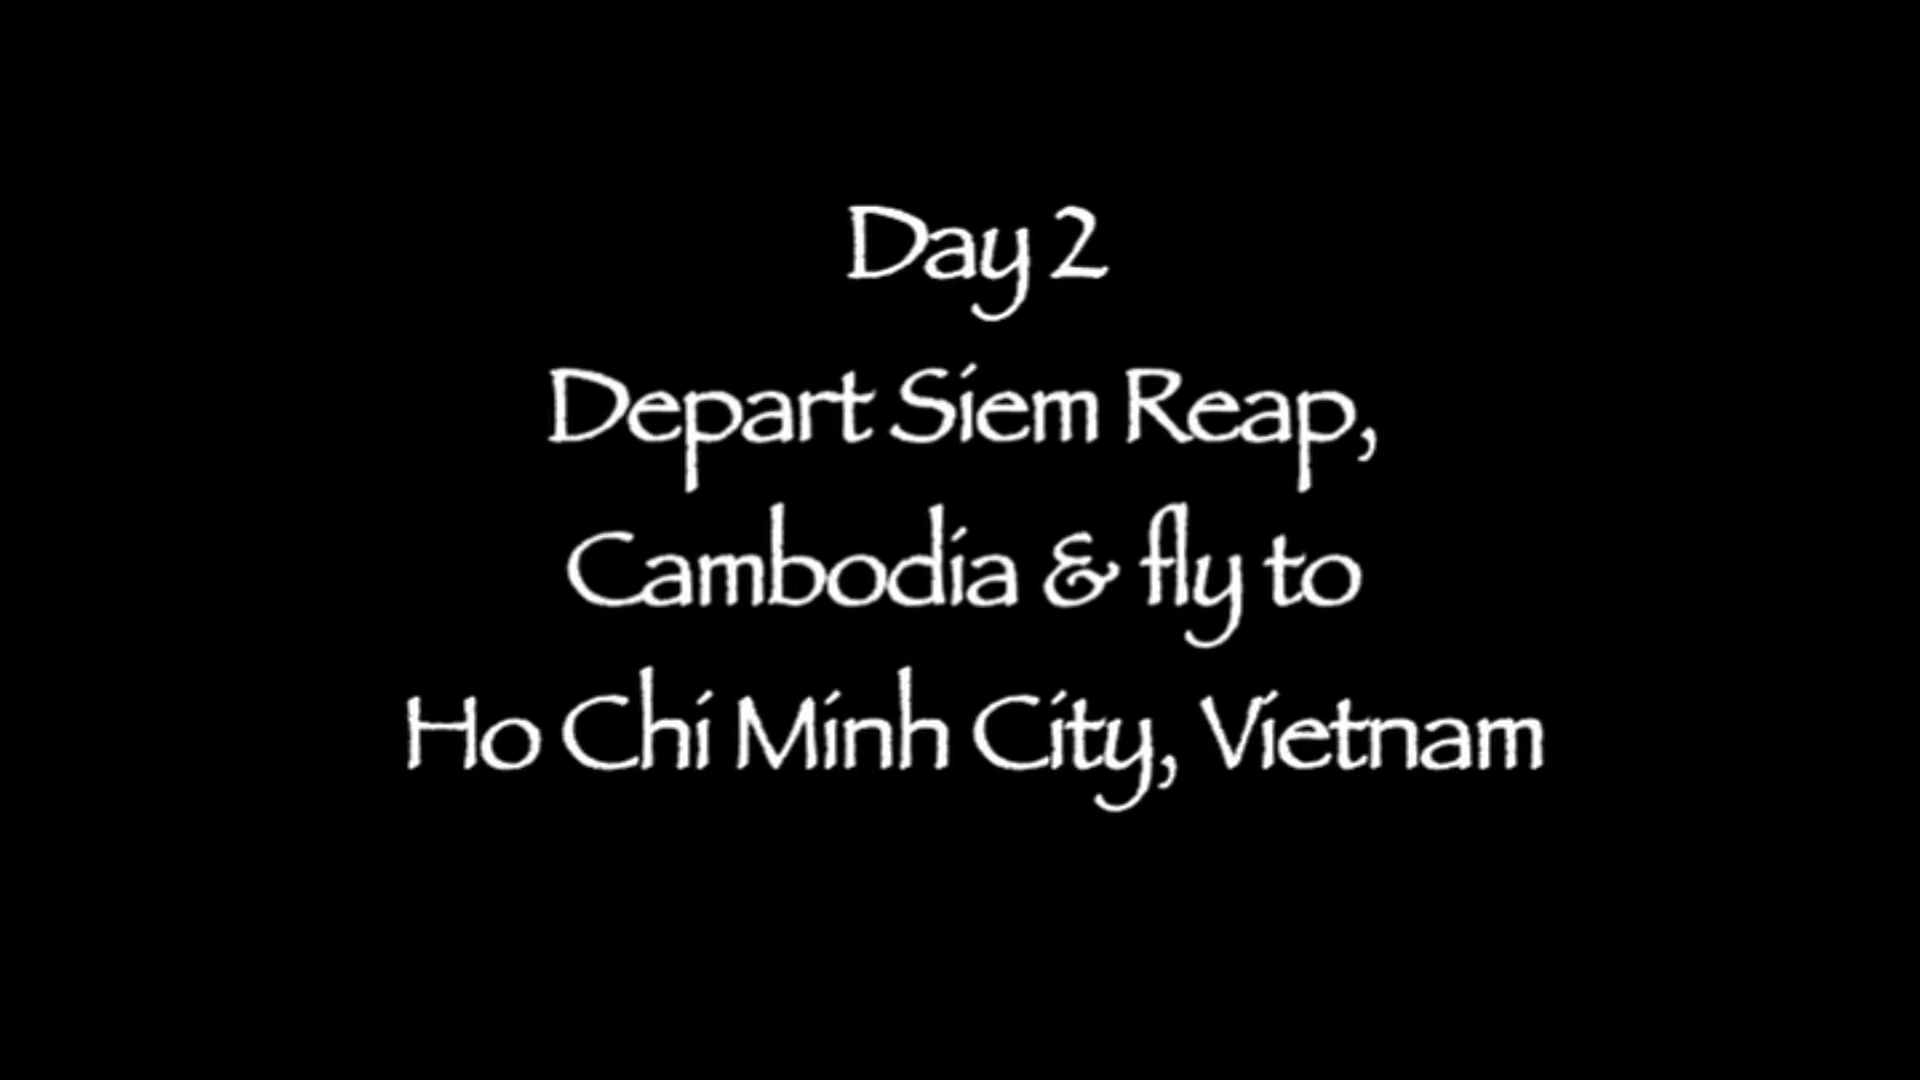 Day 2
Depart Siem Reap,
Cambodia & fly to
Ho Chi Minh City, Vietnam